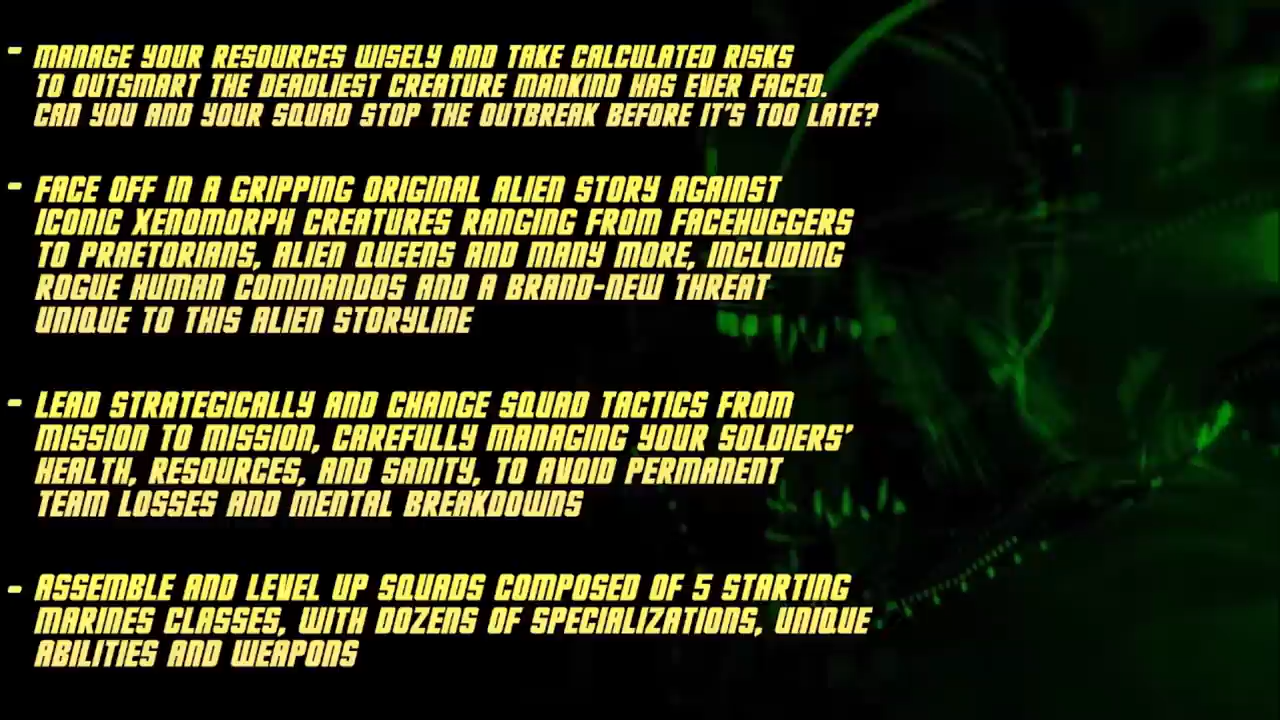 - MANAGE YOUR RESOURCES WISELY AND TAKE CALCULATED RISKS
TO OUTSMART THE DEADLIEST CREATURE MANKIND HAS EVER FACED.
CAN YOU AND YOUR SQUAD STOP THE OUTBREAK BEFORE IT'S TOO LATE?
- FACE OFF IN A GRIPPING ORIGINAL ALIEN STORY AGAINST
ICONIC XENOMORPH CREATURES RANGING FROM FACEHUGGERS
TO PRAETORIANS, ALIEN QUEENS AND MANY MORE, INCLUDING
ROGUE HUMAN COMMANDOS AND A BRAND-NEW THREAT
UNIQUE TO THIS ALIEN STORYLINE
- LEAD STRATEGICALLY AND CHANGE SQUAD TACTICS FROM
MISSION TO MISSION, CAREFULLY MANAGING YOUR SOLDIERS'
HEALTH, RESOURCES, AND SANITY, TO AVOID PERMANENT
TEAM LOSSES AND MENTAL BREAKDOWNS
- ASSEMBLE AND LEVEL UP SQUADS COMPOSED OF 5 STARTING
MARINES CLASSES, WITH DOZENS OF SPECIALIZATIONS, UNIQUE
ABILITIES AND WEAPONS